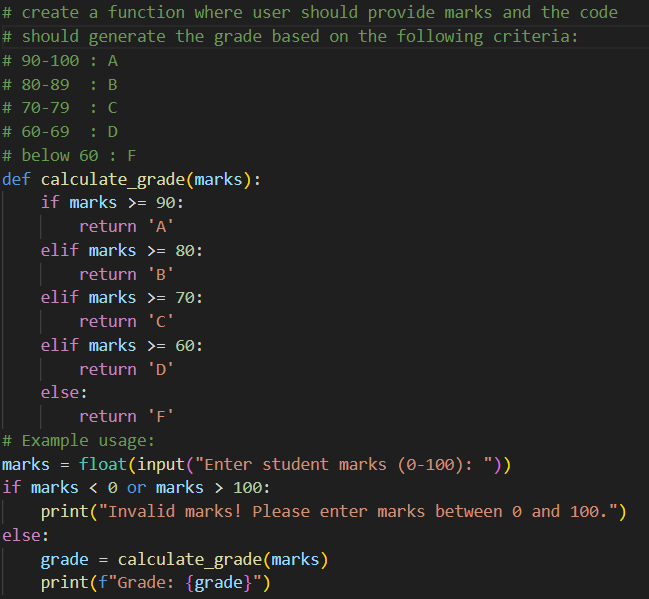 # create a function where user should provide marks and the code
# should generate the grade based on the following criteria:
# 90-100 : A
# 80-89  : B
# 70-79  : C
# 60-69  : D
# below 60 : F
def calculate_grade(marks):
    if marks >= 90:
        return 'A'
    elif marks >= 80:
        return 'B'
    elif marks >= 70:
        return 'C'
    elif marks >= 60:
        return 'D'
    else:
        return 'F'
# Example usage:
marks = float(input("Enter student marks (0-100): "))
if marks < 0 or marks > 100:
    print("Invalid marks! Please enter marks between 0 and 100.")
else:
    grade = calculate_grade(marks)
    print(f"Grade: {grade}")